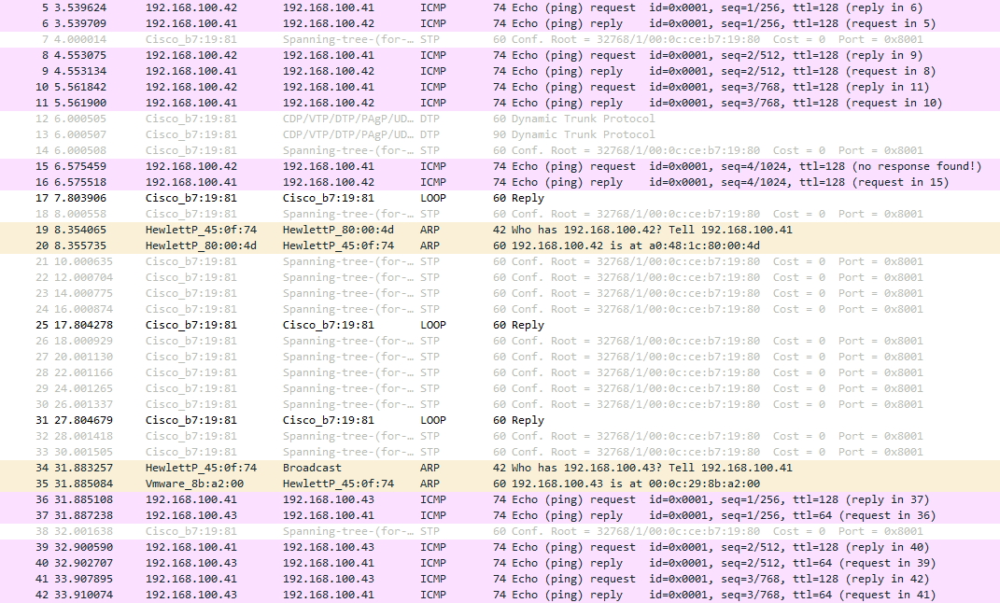 5 3.539624 192.168.100.42 192.168.100.41 ICMP 74 Echo (ping) request id=0x0001, seq=1/256, ttl=128 (reply in 6)
6 3.539709 192.168.100.41 192.168.100.42 ICMP 74 Echo (ping) reply id=0x0001, seq=1/256, ttl=128 (request in 5)
7 4.000014 Cisco_b7:19:81 Spanning-tree-(for-… STP 60 Conf. Root = 32768/1/00:0c:ce:b7:19:80 Cost = 0 Port = 0x8001
8 4.553075 192.168.100.42 192.168.100.41 ICMP 74 Echo (ping) request id=0x0001, seq=2/512, ttl=128 (reply in 9)
9 4.553134 192.168.100.41 192.168.100.42 ICMP 74 Echo (ping) reply id=0x0001, seq=2/512, ttl=128 (request in 8)
10 5.561842 192.168.100.42 192.168.100.41 ICMP 74 Echo (ping) request id=0x0001, seq=3/768, ttl=128 (reply in 11)
11 5.561900 192.168.100.41 192.168.100.42 ICMP 74 Echo (ping) reply id=0x0001, seq=3/768, ttl=128 (request in 10)
12 6.000505 Cisco_b7:19:81 CDP/VTP/DTP/PAgP/UD… DTP 60 Dynamic Trunk Protocol
13 6.000507 Cisco_b7:19:81 CDP/VTP/DTP/PAgP/UD… DTP 90 Dynamic Trunk Protocol
14 6.000508 Cisco_b7:19:81 Spanning-tree-(for-… STP 60 Conf. Root = 32768/1/00:0c:ce:b7:19:80 Cost = 0 Port = 0x8001
15 6.575459 192.168.100.42 192.168.100.41 ICMP 74 Echo (ping) request id=0x0001, seq=4/1024, ttl=128 (no response found!)
16 6.575518 192.168.100.41 192.168.100.42 ICMP 74 Echo (ping) reply id=0x0001, seq=4/1024, ttl=128 (request in 15)
17 7.803906 Cisco_b7:19:81 Cisco_b7:19:81 LOOP 60 Reply
18 8.000558 Cisco_b7:19:81 Spanning-tree-(for-… STP 60 Conf. Root = 32768/1/00:0c:ce:b7:19:80 Cost = 0 Port = 0x8001
19 8.354065 HewlettP_45:0f:74 HewlettP_80:00:4d ARP 42 Who has 192.168.100.42? Tell 192.168.100.41
20 8.355735 HewlettP_80:00:4d HewlettP_45:0f:74 ARP 60 192.168.100.42 is at a0:48:1c:80:00:4d
21 10.000635 Cisco_b7:19:81 Spanning-tree-(for-… STP 60 Conf. Root = 32768/1/00:0c:ce:b7:19:80 Cost = 0 Port = 0x8001
22 12.000704 Cisco_b7:19:81 Spanning-tree-(for-… STP 60 Conf. Root = 32768/1/00:0c:ce:b7:19:80 Cost = 0 Port = 0x8001
23 14.000775 Cisco_b7:19:81 Spanning-tree-(for-… STP 60 Conf. Root = 32768/1/00:0c:ce:b7:19:80 Cost = 0 Port = 0x8001
24 16.000874 Cisco_b7:19:81 Spanning-tree-(for-… STP 60 Conf. Root = 32768/1/00:0c:ce:b7:19:80 Cost = 0 Port = 0x8001
25 17.804278 Cisco_b7:19:81 Cisco_b7:19:81 LOOP 60 Reply
26 18.000929 Cisco_b7:19:81 Spanning-tree-(for-… STP 60 Conf. Root = 32768/1/00:0c:ce:b7:19:80 Cost = 0 Port = 0x8001
27 20.001130 Cisco_b7:19:81 Spanning-tree-(for-… STP 60 Conf. Root = 32768/1/00:0c:ce:b7:19:80 Cost = 0 Port = 0x8001
28 22.001166 Cisco_b7:19:81 Spanning-tree-(for-… STP 60 Conf. Root = 32768/1/00:0c:ce:b7:19:80 Cost = 0 Port = 0x8001
29 24.001265 Cisco_b7:19:81 Spanning-tree-(for-… STP 60 Conf. Root = 32768/1/00:0c:ce:b7:19:80 Cost = 0 Port = 0x8001
30 26.001337 Cisco_b7:19:81 Spanning-tree-(for-… STP 60 Conf. Root = 32768/1/00:0c:ce:b7:19:80 Cost = 0 Port = 0x8001
31 27.804679 Cisco_b7:19:81 Cisco_b7:19:81 LOOP 60 Reply
32 28.001418 Cisco_b7:19:81 Spanning-tree-(for-… STP 60 Conf. Root = 32768/1/00:0c:ce:b7:19:80 Cost = 0 Port = 0x8001
33 30.001505 Cisco_b7:19:81 Spanning-tree-(for-… STP 60 Conf. Root = 32768/1/00:0c:ce:b7:19:80 Cost = 0 Port = 0x8001
34 31.883257 HewlettP_45:0f:74 Broadcast ARP 42 Who has 192.168.100.43? Tell 192.168.100.41
35 31.885084 Vmware_8b:a2:00 HewlettP_45:0f:74 ARP 60 192.168.100.43 is at 00:0c:29:8b:a2:00
36 31.885108 192.168.100.41 192.168.100.43 ICMP 74 Echo (ping) request id=0x0001, seq=1/256, ttl=128 (reply in 37)
37 31.887238 192.168.100.43 192.168.100.41 ICMP 74 Echo (ping) reply id=0x0001, seq=1/256, ttl=64 (request in 36)
38 32.001638 Cisco_b7:19:81 Spanning-tree-(for-… STP 60 Conf. Root = 32768/1/00:0c:ce:b7:19:80 Cost = 0 Port = 0x8001
39 32.900590 192.168.100.41 192.168.100.43 ICMP 74 Echo (ping) request id=0x0001, seq=2/512, ttl=128 (reply in 40)
40 32.902707 192.168.100.43 192.168.100.41 ICMP 74 Echo (ping) reply id=0x0001, seq=2/512, ttl=64 (request in 39)
41 33.907895 192.168.100.41 192.168.100.43 ICMP 74 Echo (ping) request id=0x0001, seq=3/768, ttl=128 (reply in 42)
42 33.910074 192.168.100.43 192.168.100.41 ICMP 74 Echo (ping) reply id=0x0001, seq=3/768, ttl=64 (request in 41)